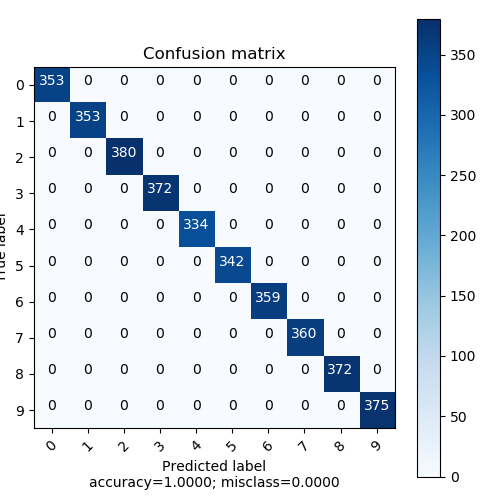 Confusion matrix
0 353 0 0 0 0 0 0 0 0 0
1 0 353 0 0 0 0 0 0 0 0
2 0 0 380 0 0 0 0 0 0 0
3 0 0 0 372 0 0 0 0 0 0
4 0 0 0 0 334 0 0 0 0 0
5 0 0 0 0 0 342 0 0 0 0
6 0 0 0 0 0 0 359 0 0 0
7 0 0 0 0 0 0 0 360 0 0
8 0 0 0 0 0 0 0 0 372 0
9 0 0 0 0 0 0 0 0 0 375
0 1 2 3 4 5 6 7 8 9
True label
Predicted label
accuracy=1.0000; misclass=0.0000
350
300
250
200
150
100
50
0